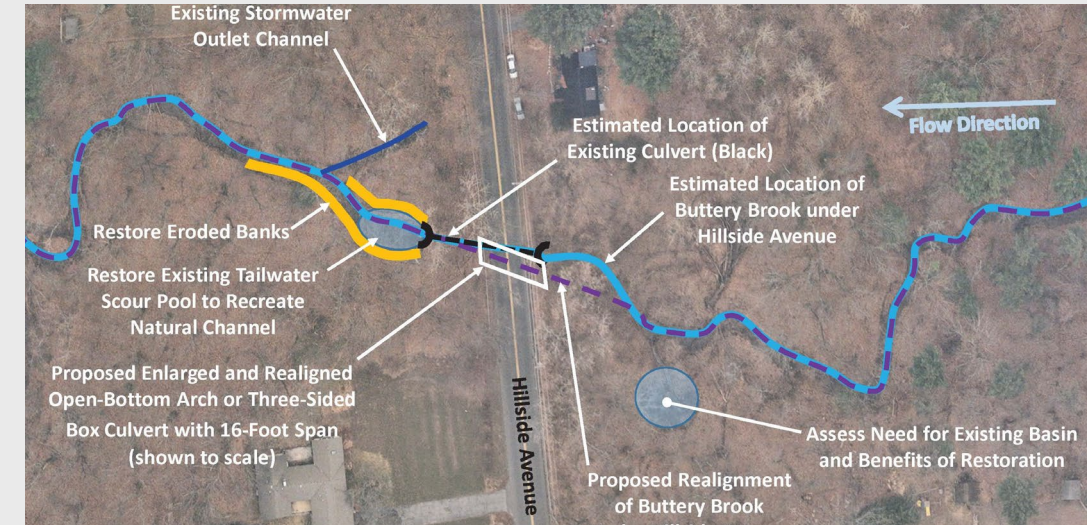 Existing Stormwater
Outlet Channel
Flow Direction
Estimated Location of
Existing Culvert (Black)
Estimated Location of
Buttery Brook under
Hillside Avenue
Restore Eroded Banks
Restore Existing Tailwater
Scour Pool to Recreate
Natural Channel
Proposed Enlarged and Realigned
Open-Bottom Arch or Three-Sided
Box Culvert with 16-Foot Span
(shown to scale)
Hillside Avenue
Assess Need for Existing Basin
and Benefits of Restoration
Proposed Realignment
of Buttery Brook